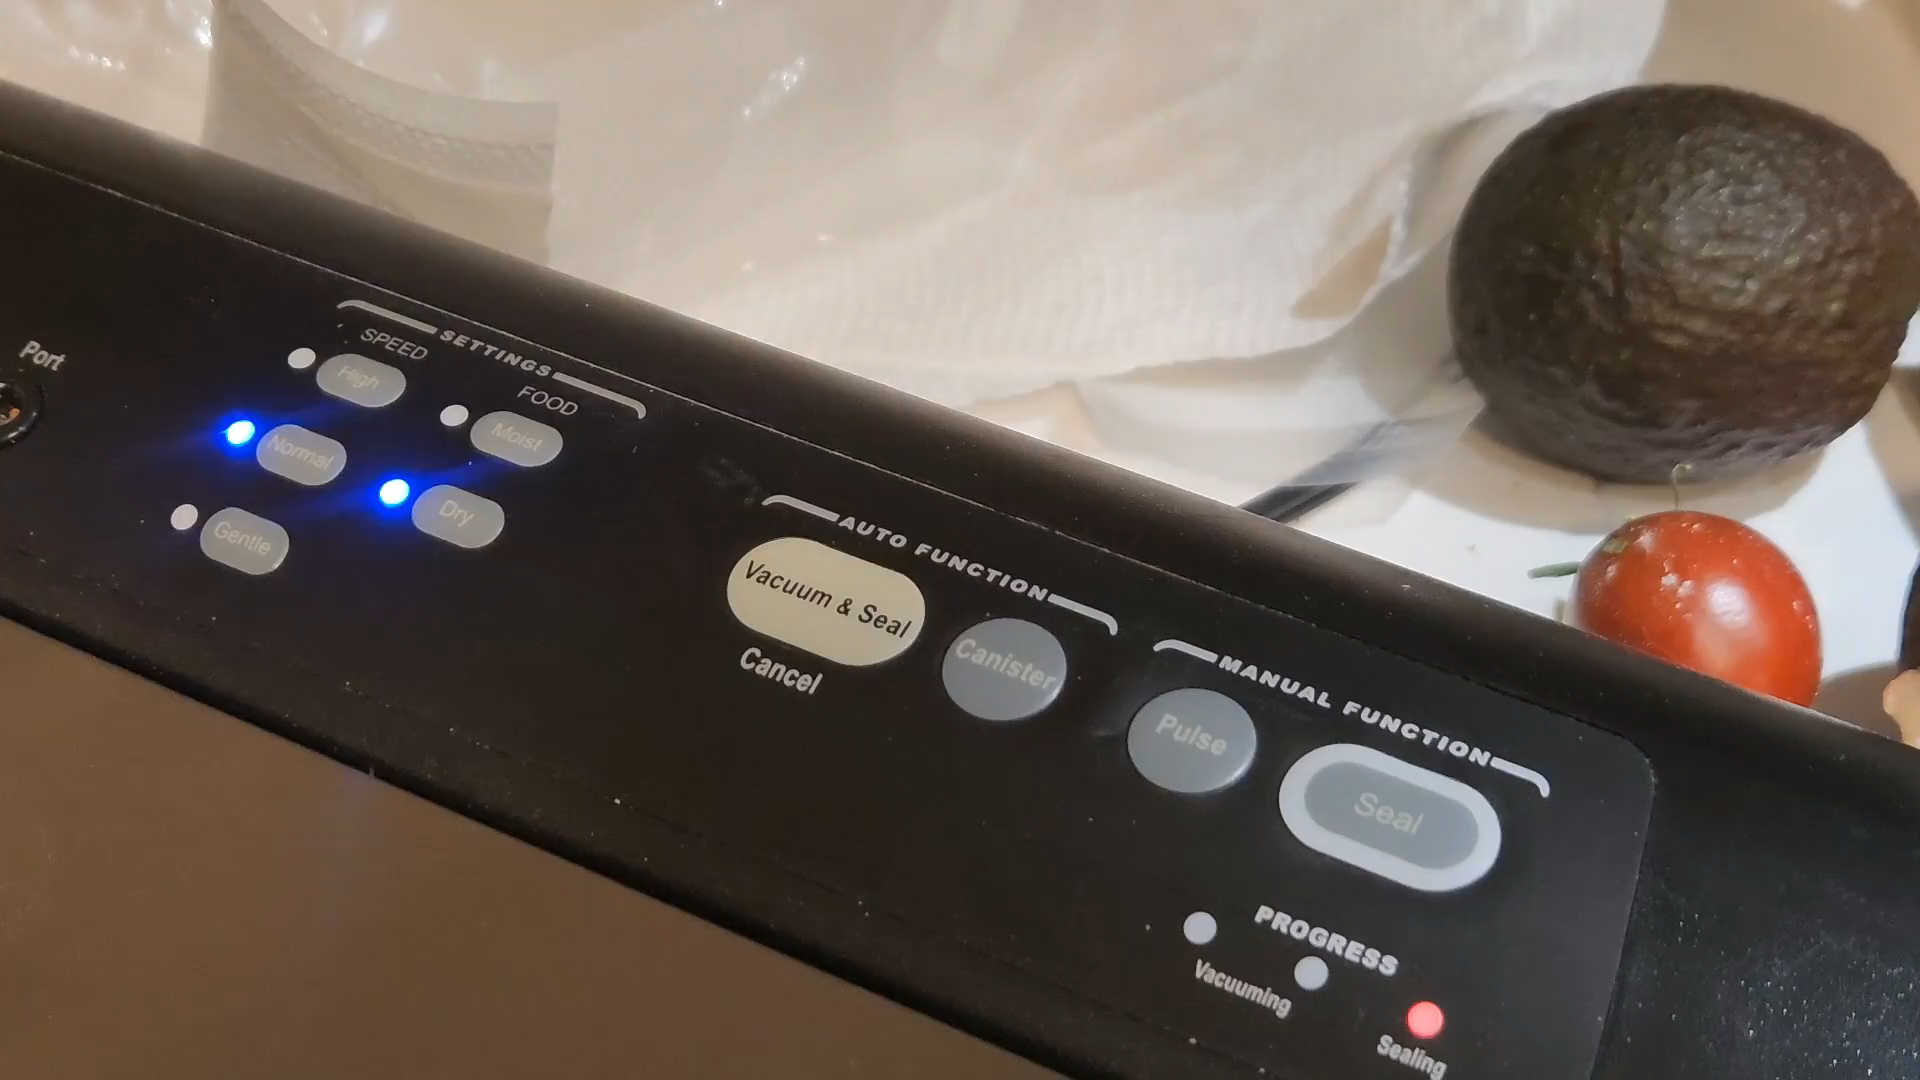 Port
SETTINGS
SPEED
High
FOOD
Normal
Moist
Gentle
Dry
AUTO FUNCTION
Vacuum & Seal
Cancel
Canister
MANUAL FUNCTION
Pulse
Seal
PROGRESS
Vacuuming
Sealing